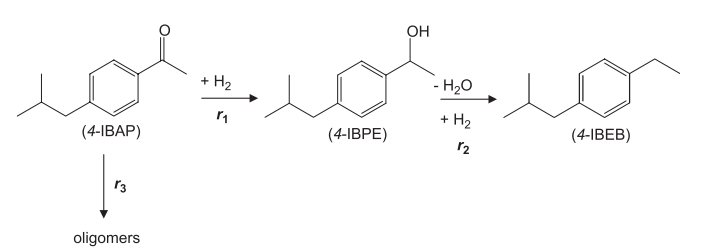 O
OH
+ H2
r1
- H2O
+ H2
r2
(4-IBAP)
(4-IBPE)
(4-IBEB)
r3
oligomers